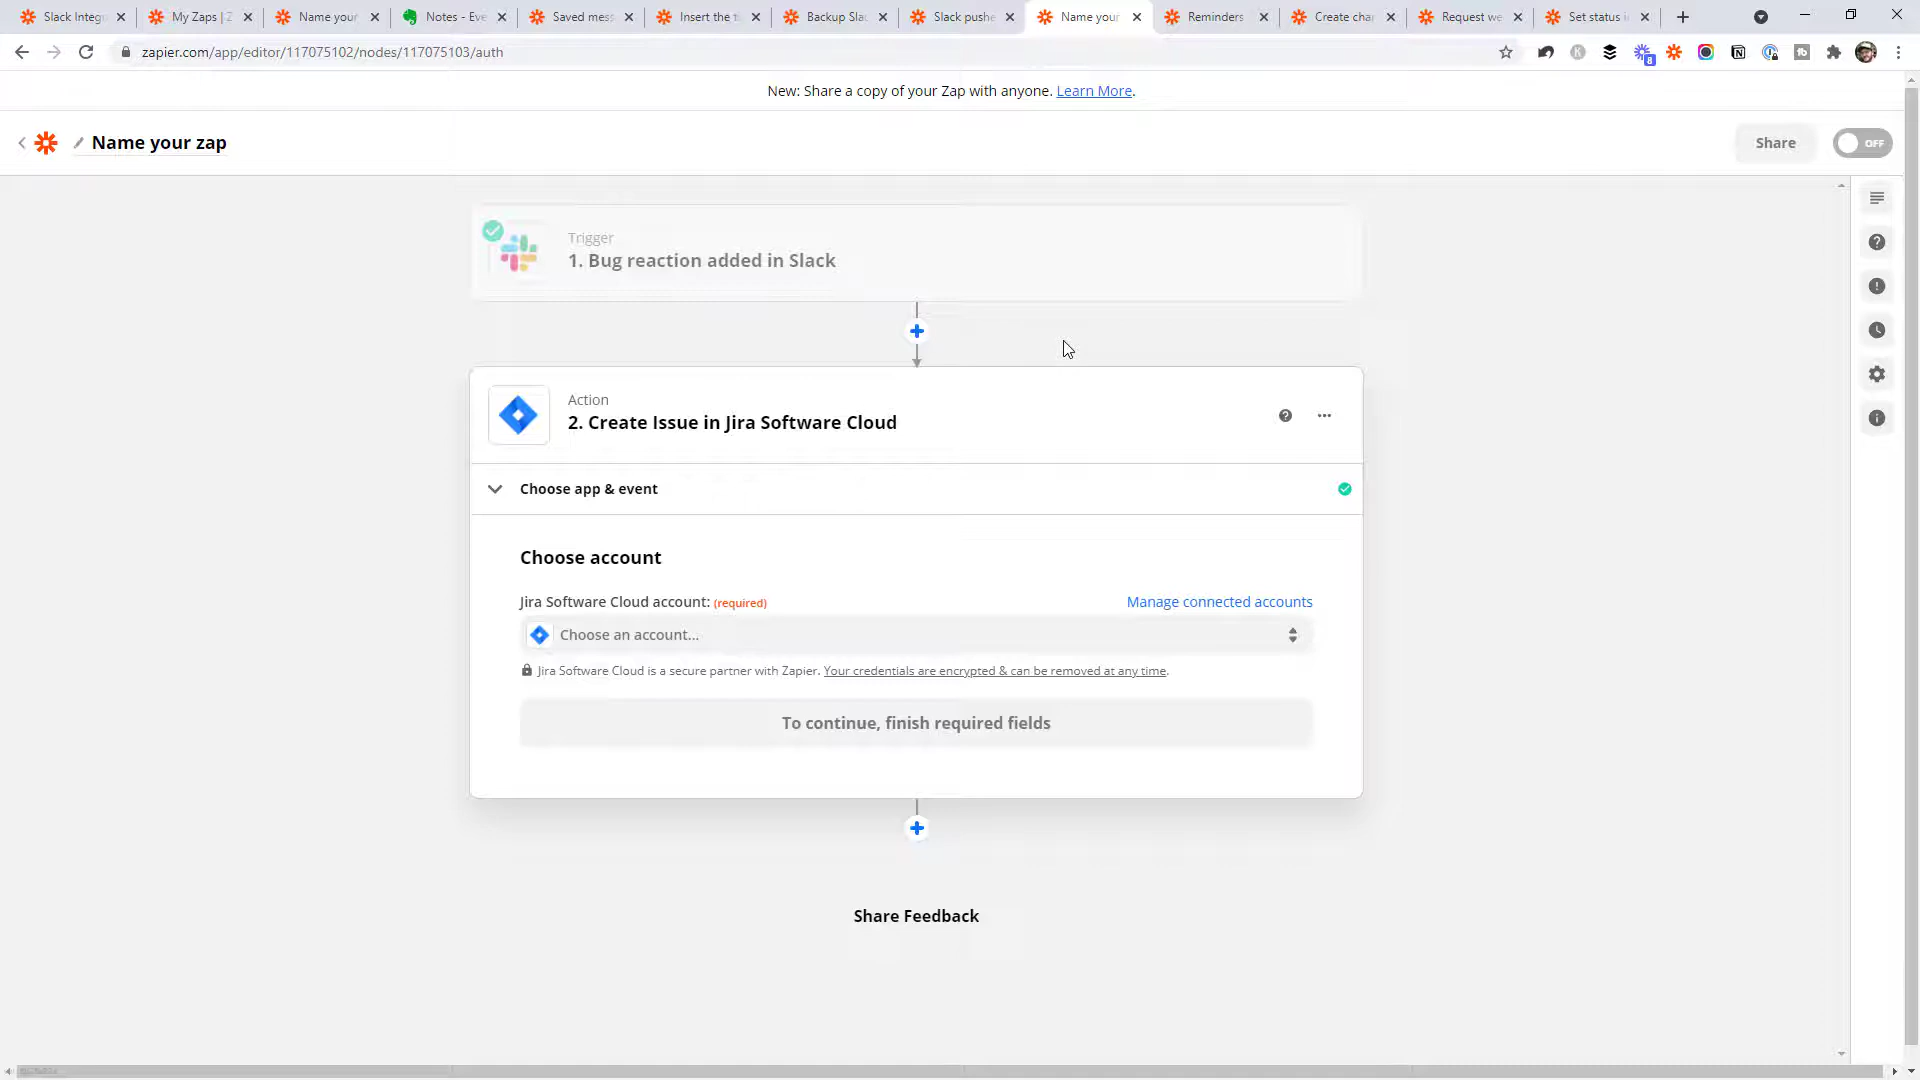 Slack Integ
My Zaps | Z
Name your
Notes - Eve
Saved mess
Insert the t
Backup Slac
Slack pushe
Name your
Reminders
Create char
Request we
Set status i
zapier.com/app/editor/117075102/nodes/117075103/auth
8
New: Share a copy of your Zap with anyone. Learn More.
Name your zap
Share
OFF
Trigger
1. Bug reaction added in Slack
Action
2. Create Issue in Jira Software Cloud
Choose app & event
Choose account
Jira Software Cloud account: (required)
Manage connected accounts
Choose an account...
Jira Software Cloud is a secure partner with Zapier. Your credentials are encrypted & can be removed at any time.
To continue, finish required fields
Share Feedback